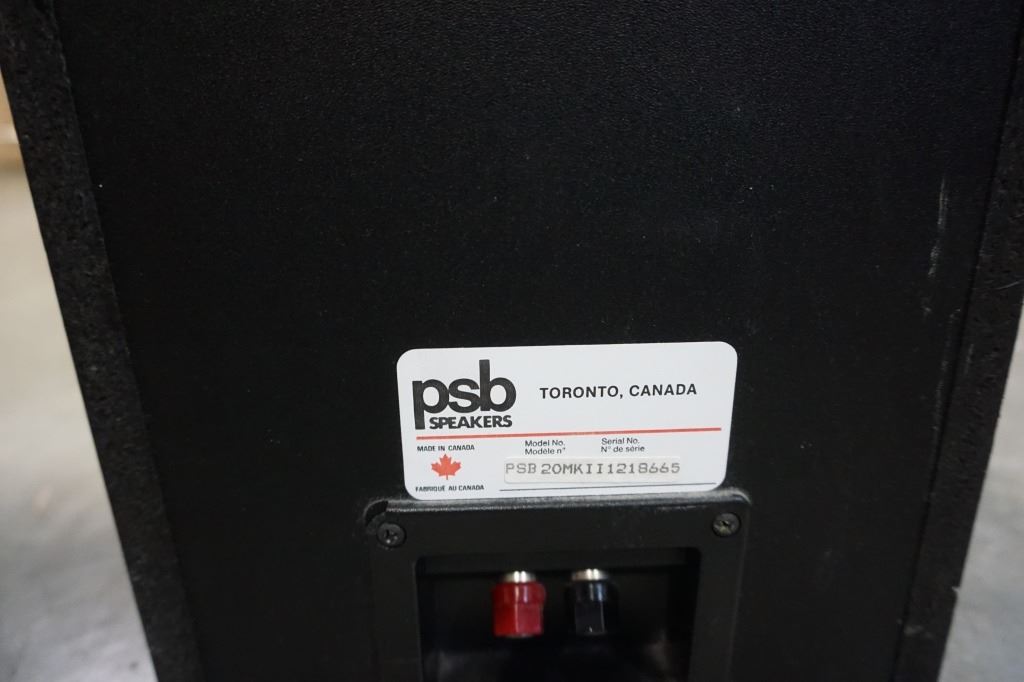 psb
SPEAKERS
TORONTO, CANADA
MADE IN CANADA
FABRIQUÉ AU CANADA
Model No.
Modèle n°
Serial No.
N° de série
PSB 20MKII1218665